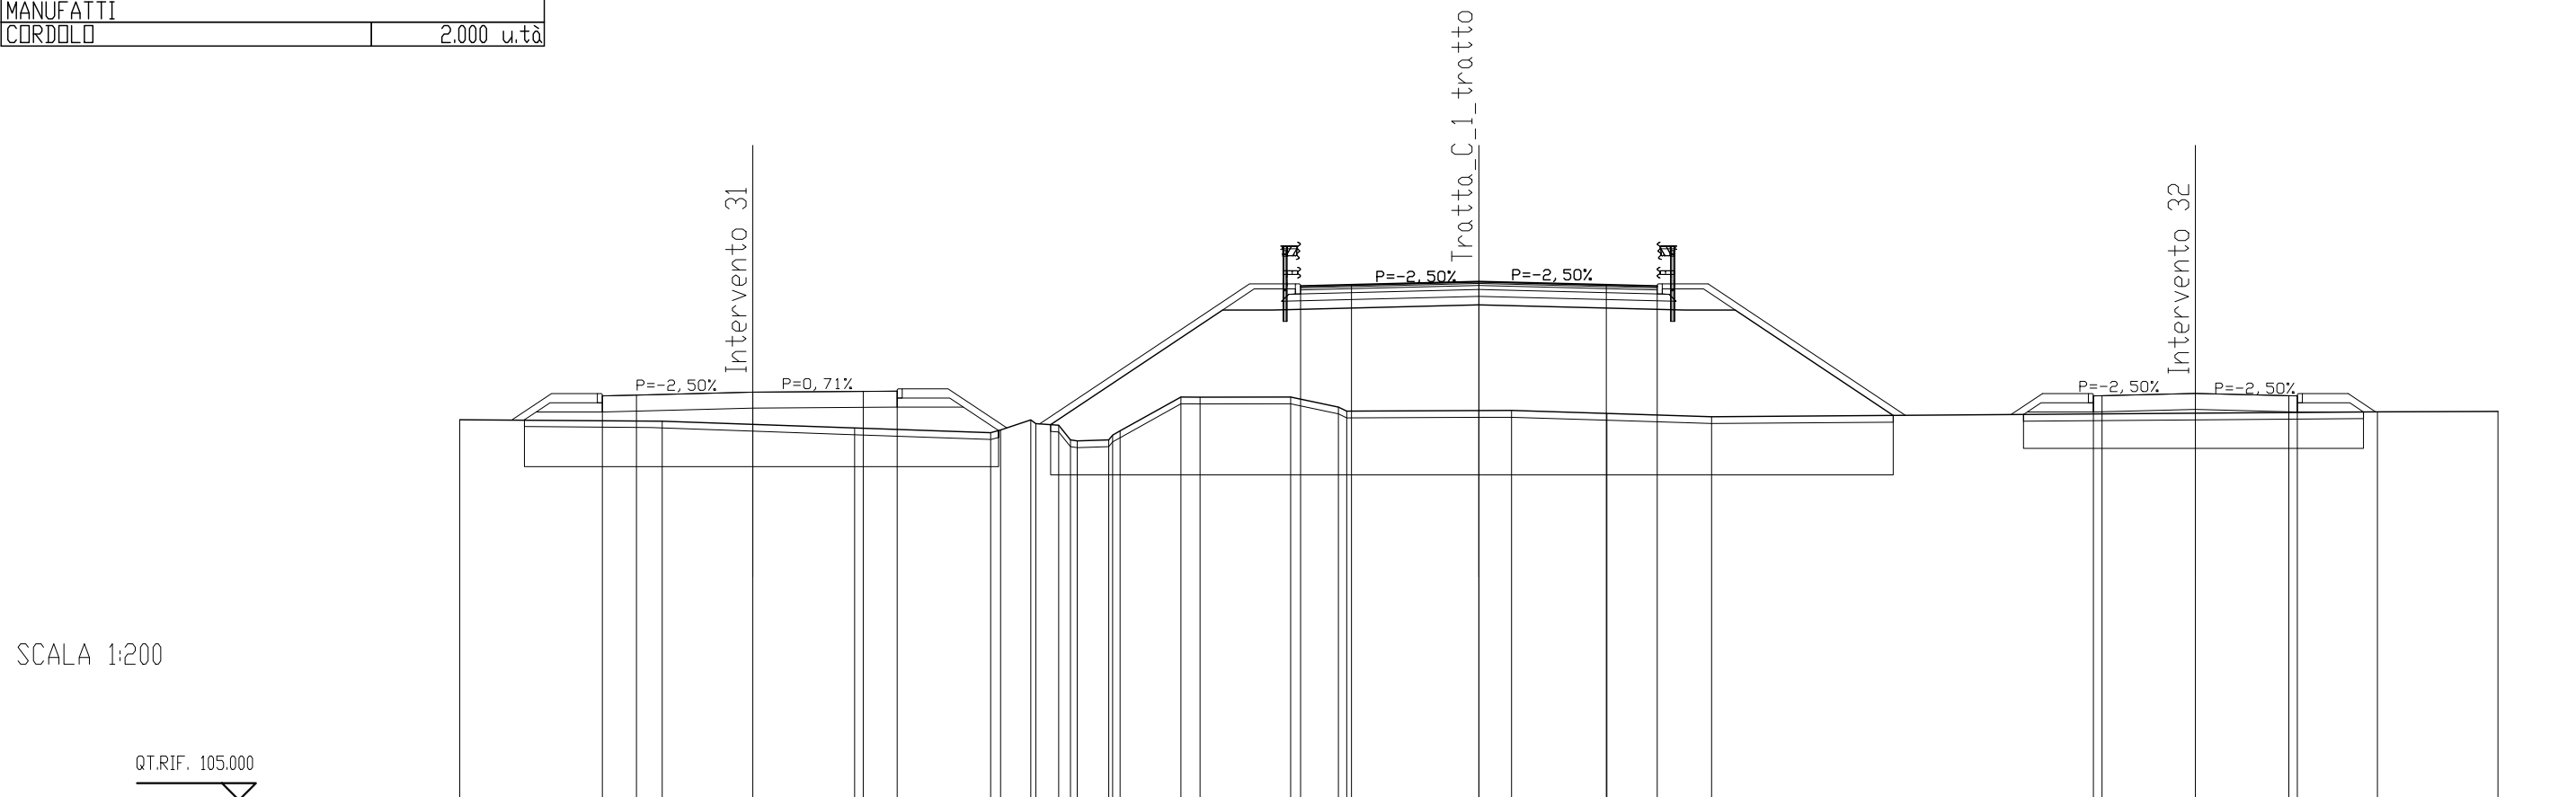 MANUFATTI
CORDOLO 2.000 u.tà
Intervento 31
Tratta_C_1_tratto
Intervento 32
P=-2,50% P=0,71%
P=-2,50% P=-2,50%
P=-2,50% P=-2,50%
SCALA 1:200
QT.RIF. 105.000